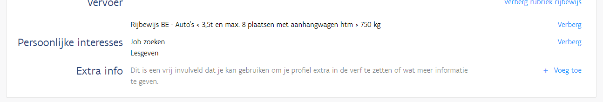 Vervoer
Verberg rubriek rijbewijs
Rijbewijs BE - Auto's < 3,5t en max. 8 plaatsen met aanhangwagen htm > 750 kg
Verberg
Persoonlijke interesses
Job zoeken
Verberg
Lesgeven
Extra info
Dit is een vrij invulveld dat je kan gebruiken om je profiel extra in de verf te zetten of wat meer informatie
te geven.
+ Voeg toe